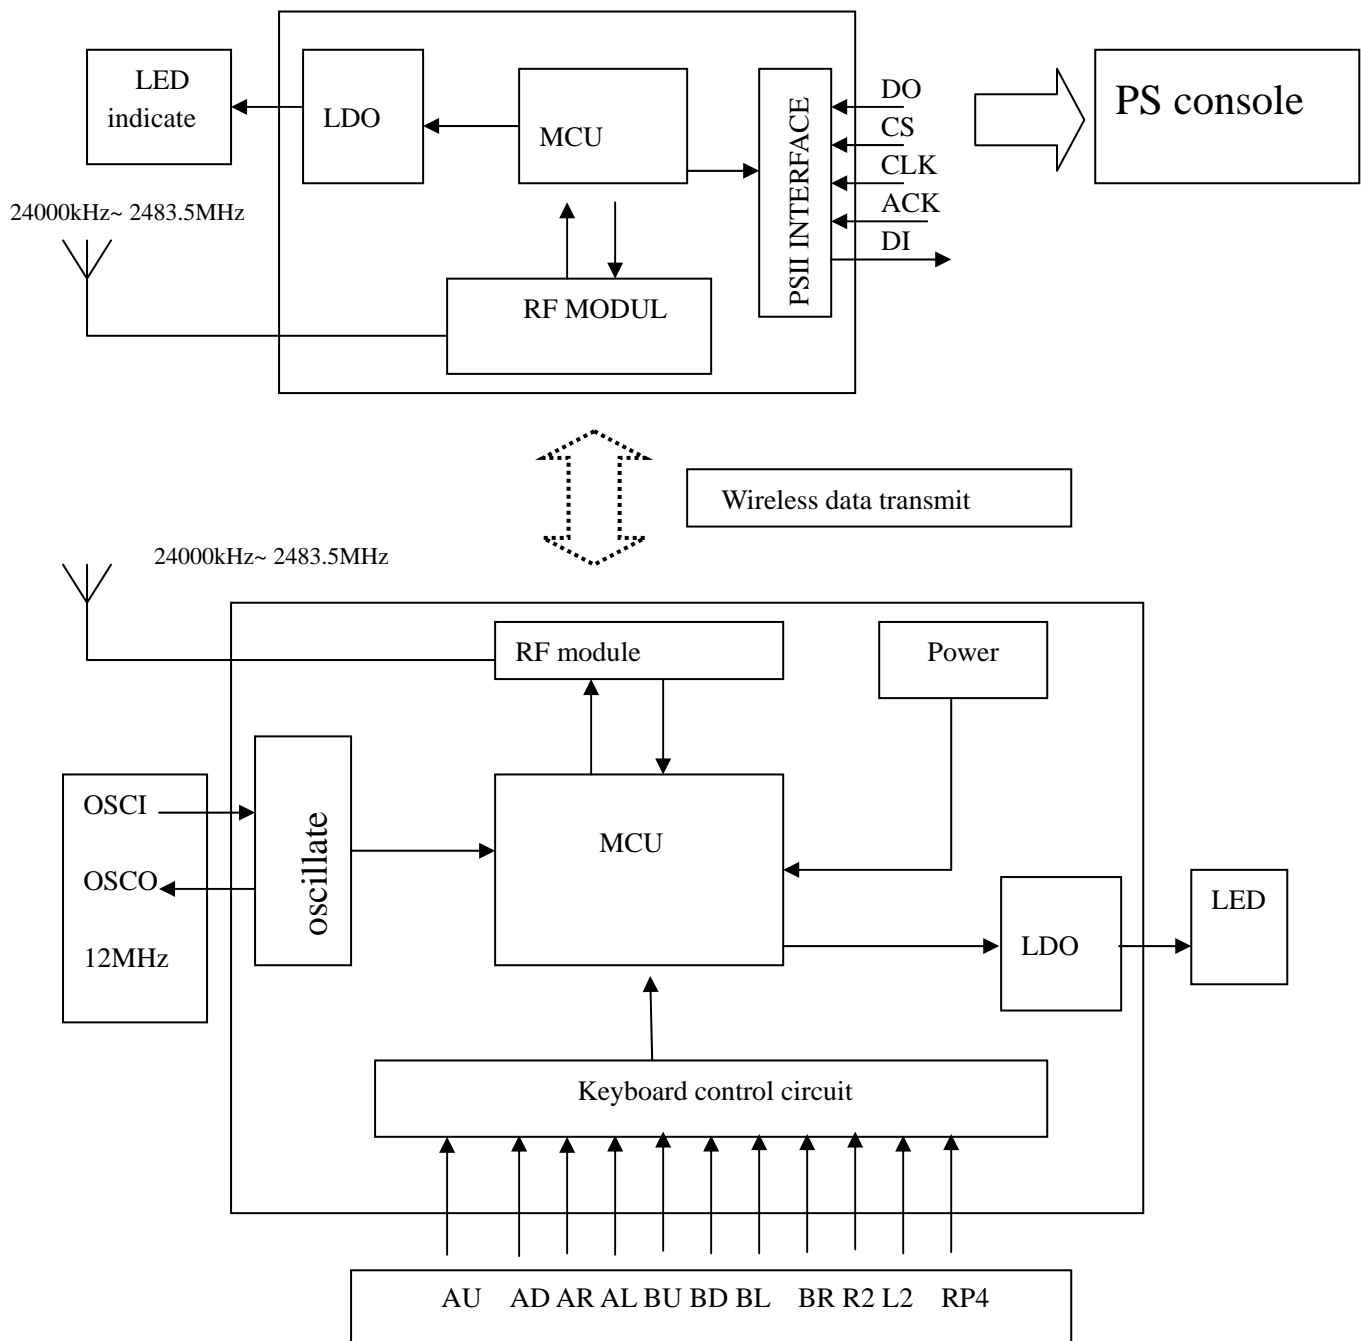 LED
indicate
LDO
MCU
PSII INTERFACE
DO
CS
CLK
ACK
DI
PS console
24000kHz~ 2483.5MHz
RF MODUL
Wireless data transmit
24000kHz~ 2483.5MHz
RF module
Power
OSCI
OSCO
12MHz
oscillate
MCU
LDO
LED
Keyboard control circuit
AU AD AR AL BU BD BL BR R2 L2 RP4